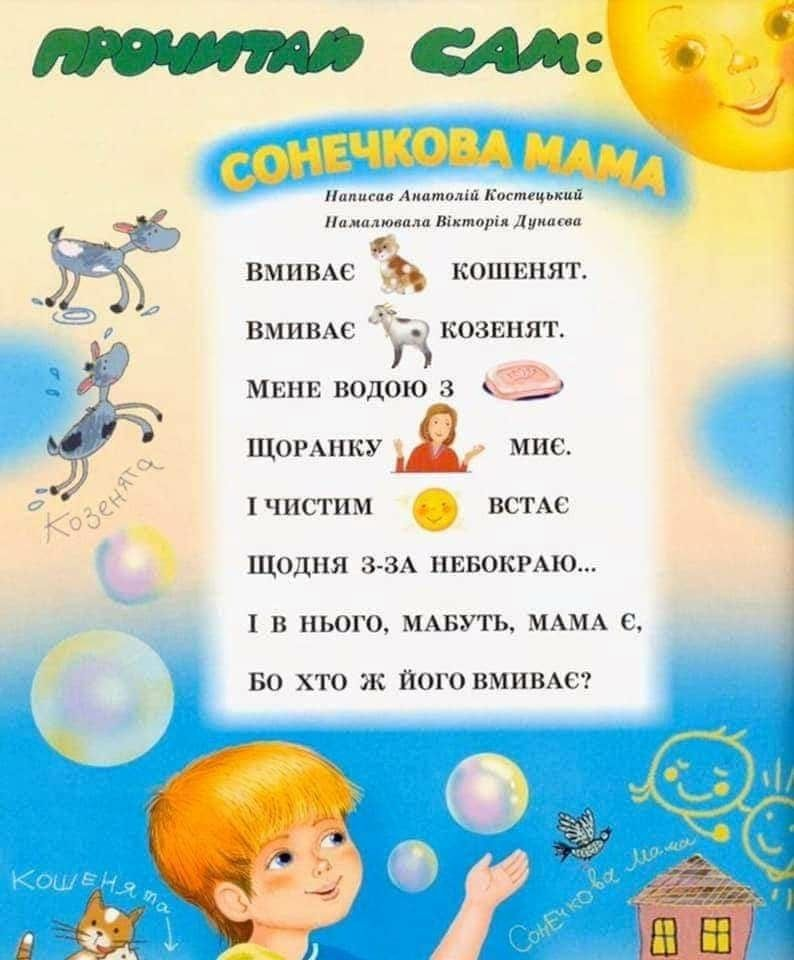 ПРОЧИТАЙ САМ:
СОНЕЧКОВА МАМА
Написав Анатолій Костецький
Намалювала Вікторія Дунаєва
ВМИВАЄ КОШЕНЯТ.
ВМИВАЄ КОЗЕНЯТ.
МЕНЕ ВОДОЮ З
ЩОРАНКУ МИЄ.
І ЧИСТИМ ВСТАЄ
ЩОДНЯ З-ЗА НЕБОКРАЮ...
І В НЬОГО, МАБУТЬ, МАМА Є,
БО ХТО Ж ЙОГО ВМИВАЄ?
Козенята
Кошенята
Сонечкова Мама